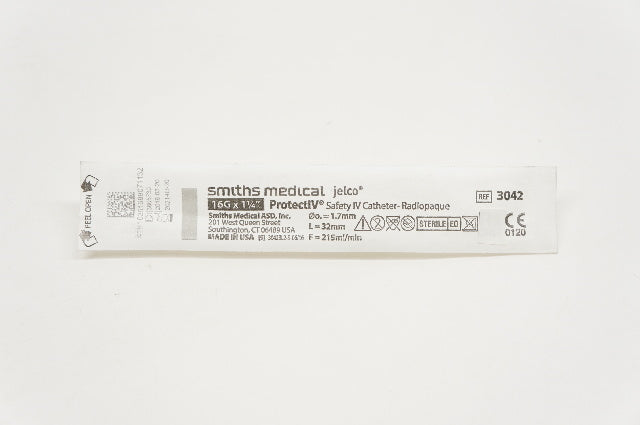 PEEL OPEN
smiths medical jelco®
16G x 1¼" ProtectIV® Safety IV Catheter-Radiopaque
REF 3042
Smiths Medical ASD, Inc.
201 West Queen Street
Southington, CT 06489 USA
MADE IN USA
Øo. = 1.7mm
L = 32mm
F = 215ml/min
STERILE EO
CE
0120